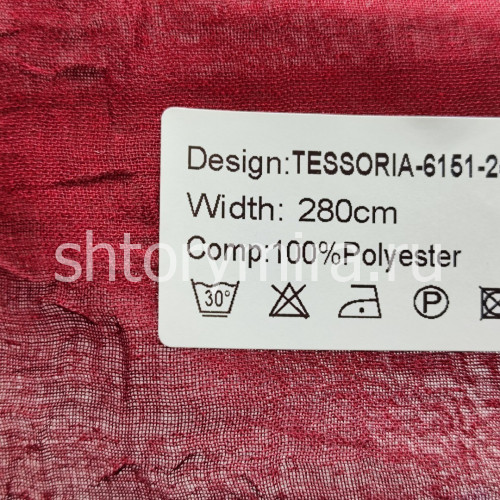 Design:TESSORIA-6151-2
Width: 280cm
Comp:100%Polyester
shtorymira.ru
30°
P